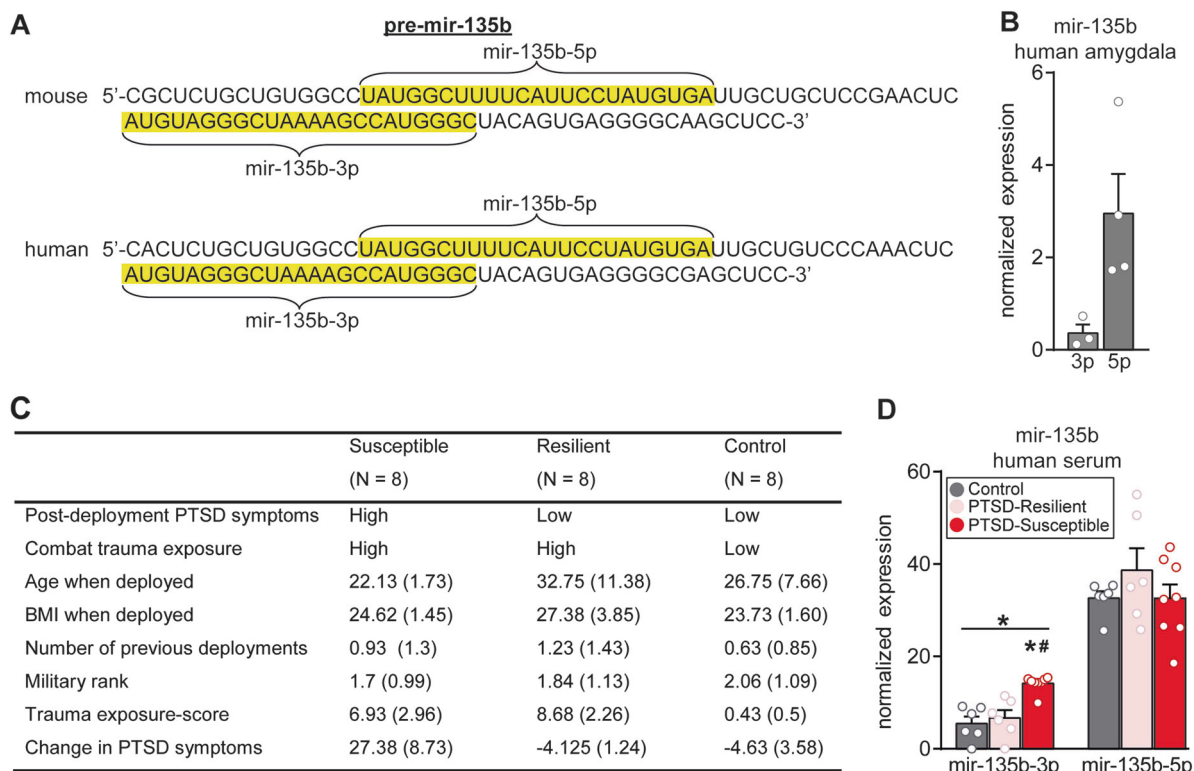 A
pre-mir-135b
mir-135b-5p
mouse 5'-CGCUCUGCUGUGGCCUAUGGCUUUUCAUUCCUAUGUGAUUGCUGCUCCGAACUC
AUGUAGGGCUAAAAGCCAUGGGCUACAGUGAGGGGCAAGCUCC-3'
mir-135b-3p
mir-135b-5p
human 5'-CACUCUGCUGUGGCCUAUGGCUUUUCAUUCCUAUGUGAUUGCUGUCCCAAACUC
AUGUAGGGCUAAAAGCCAUGGGCUACAGUGAGGGGCGAGCUCC-3'
mir-135b-3p
B
mir-135b
human amygdala
normalized expression
6
4
2
0
3p 5p
C
Susceptible Resilient Control
(N = 8) (N = 8) (N = 8)
Post-deployment PTSD symptoms High Low Low
Combat trauma exposure High High Low
Age when deployed 22.13 (1.73) 32.75 (11.38) 26.75 (7.66)
BMI when deployed 24.62 (1.45) 27.38 (3.85) 23.73 (1.60)
Number of previous deployments 0.93 (1.3) 1.23 (1.43) 0.63 (0.85)
Military rank 1.7 (0.99) 1.84 (1.13) 2.06 (1.09)
Trauma exposure-score 6.93 (2.96) 8.68 (2.26) 0.43 (0.5)
Change in PTSD symptoms 27.38 (8.73) -4.125 (1.24) -4.63 (3.58)
D
mir-135b
human serum
normalized expression
60
40
20
0
Control
PTSD-Resilient
PTSD-Susceptible
*
*#
mir-135b-3p mir-135b-5p